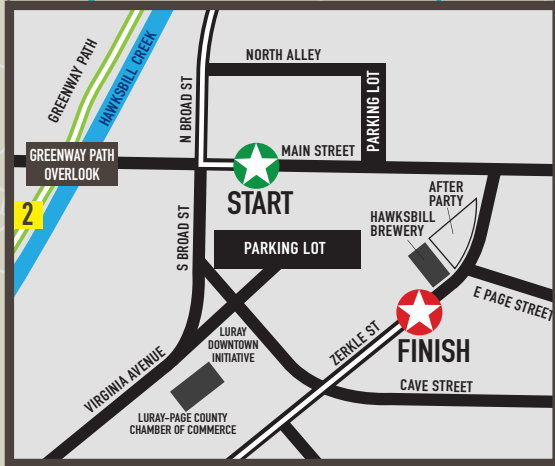 GREENWAY PATH
HAWKSBILL CREEK
N BROAD ST
NORTH ALLEY
PARKING LOT
MAIN STREET
GREENWAY PATH
OVERLOOK
START
2
AFTER
PARTY
HAWKSBILL
BREWERY
S BROAD ST
PARKING LOT
E PAGE STREET
FINISH
ZERKLE ST
LURAY
DOWNTOWN
INITIATIVE
VIRGINIA AVENUE
CAVE STREET
LURAY-PAGE COUNTY
CHAMBER OF COMMERCE